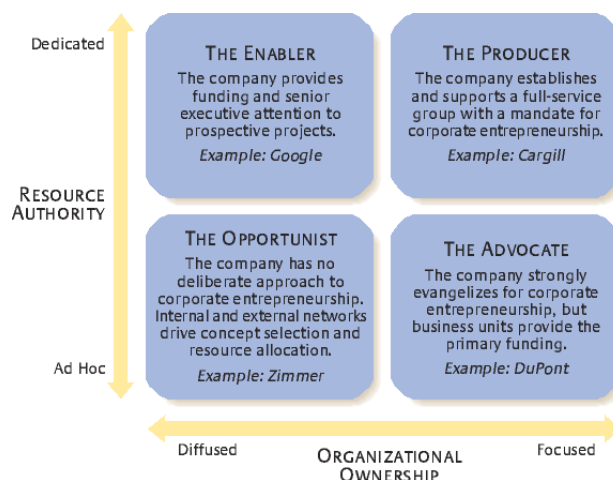 Dedicated
THE ENABLER
The company provides
funding and senior
executive attention to
prospective projects.
Example: Google
THE PRODUCER
The company establishes
and supports a full-service
group with a mandate for
corporate entrepreneurship.
Example: Cargill
RESOURCE
AUTHORITY
THE OPPORTUNIST
The company has no
deliberate approach to
corporate entrepreneurship.
Internal and external networks
drive concept selection and
resource allocation.
Example: Zimmer
THE ADVOCATE
The company strongly
evangelizes for corporate
entrepreneurship, but
business units provide the
primary funding.
Example: DuPont
Ad Hoc
Diffused
ORGANIZATIONAL
OWNERSHIP
Focused